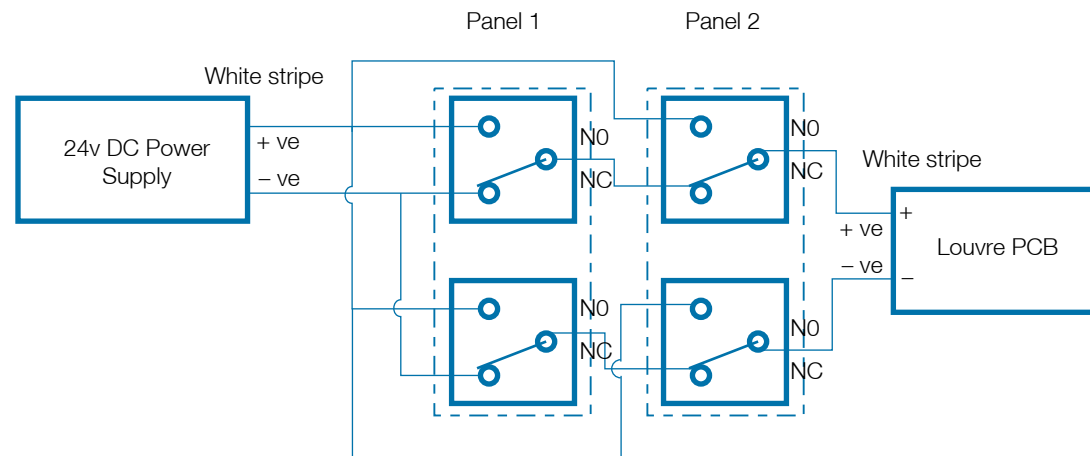 Panel 1
Panel 2
White stripe
24v DC Power
Supply
+ ve
– ve
N0
NC
N0
NC
White stripe
+
+ ve
Louvre PCB
– ve
–
N0
NC
N0
NC